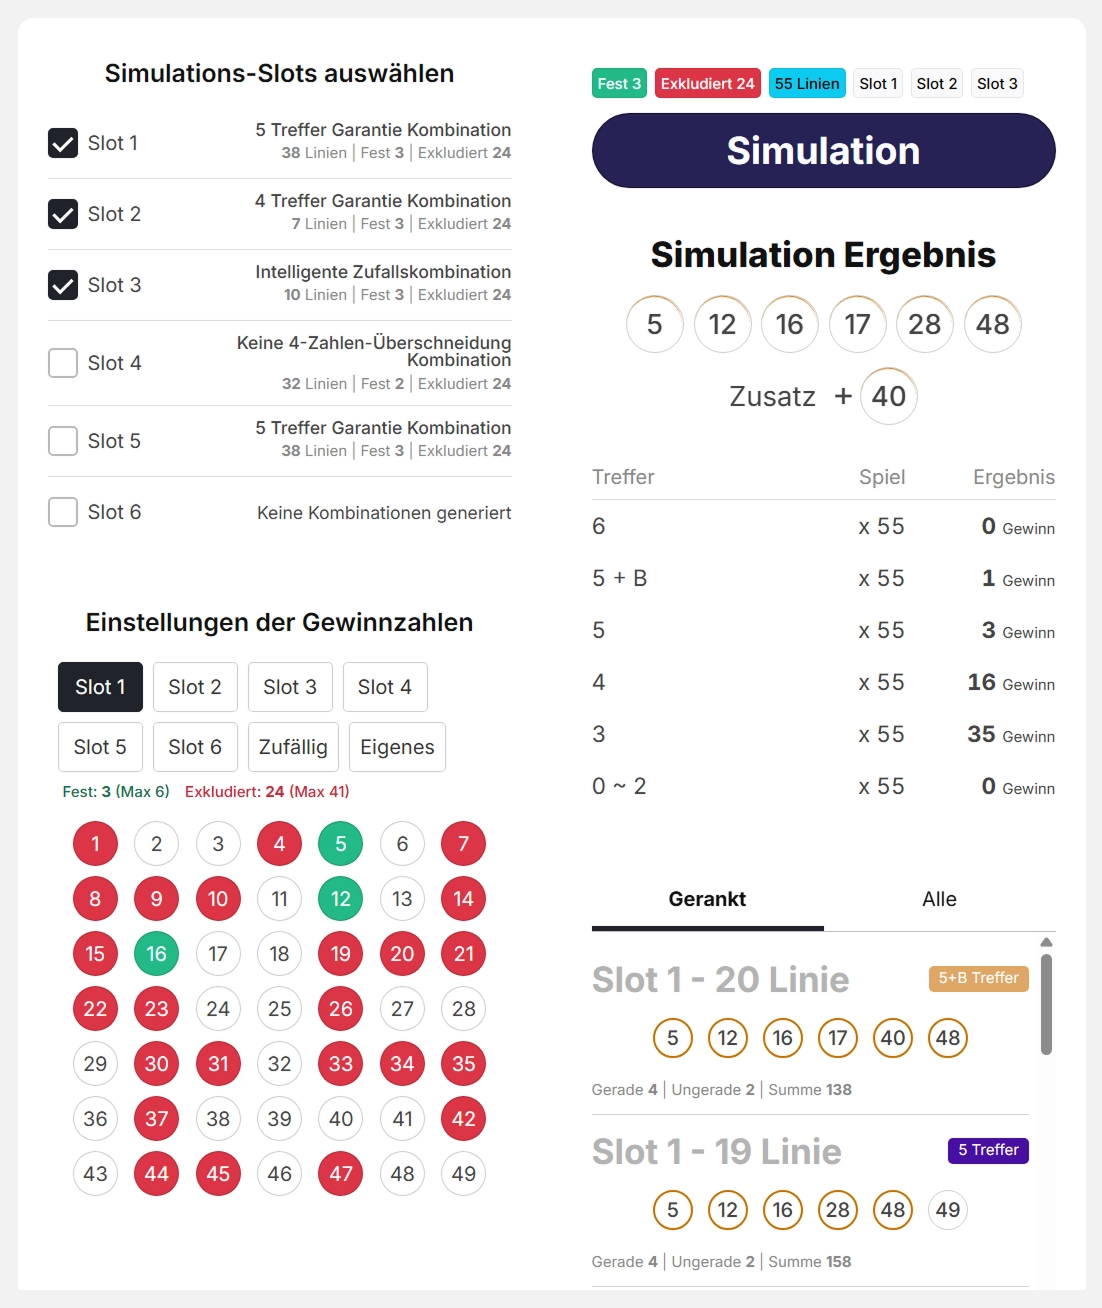 Simulations-Slots auswählen
Slot 1
5 Treffer Garantie Kombination
38 Linien | Fest 3 | Exkludiert 24
Slot 2
4 Treffer Garantie Kombination
7 Linien | Fest 3 | Exkludiert 24
Slot 3
Intelligente Zufallskombination
10 Linien | Fest 3 | Exkludiert 24
Slot 4
Keine 4-Zahlen-Überschneidung
Kombination
32 Linien | Fest 2 | Exkludiert 24
Slot 5
5 Treffer Garantie Kombination
38 Linien | Fest 3 | Exkludiert 24
Slot 6
Keine Kombinationen generiert
Einstellungen der Gewinnzahlen
Slot 1 Slot 2 Slot 3 Slot 4
Slot 5 Slot 6 Zufällig Eigenes
Fest: 3 (Max 6) Exkludiert: 24 (Max 41)
1 2 3 4 5 6 7
8 9 10 11 12 13 14
15 16 17 18 19 20 21
22 23 24 25 26 27 28
29 30 31 32 33 34 35
36 37 38 39 40 41 42
43 44 45 46 47 48 49
Fest 3 Exkludiert 24 55 Linien Slot 1 Slot 2 Slot 3
Simulation
Simulation Ergebnis
5 12 16 17 28 48
Zusatz + 40
Treffer Spiel Ergebnis
6 x 55 0 Gewinn
5 + B x 55 1 Gewinn
5 x 55 3 Gewinn
4 x 55 16 Gewinn
3 x 55 35 Gewinn
0 ~ 2 x 55 0 Gewinn
Gerankt Alle
Slot 1 - 20 Linie 5+B Treffer
5 12 16 17 40 48
Gerade 4 | Ungerade 2 | Summe 138
Slot 1 - 19 Linie 5 Treffer
5 12 16 28 48 49
Gerade 4 | Ungerade 2 | Summe 158